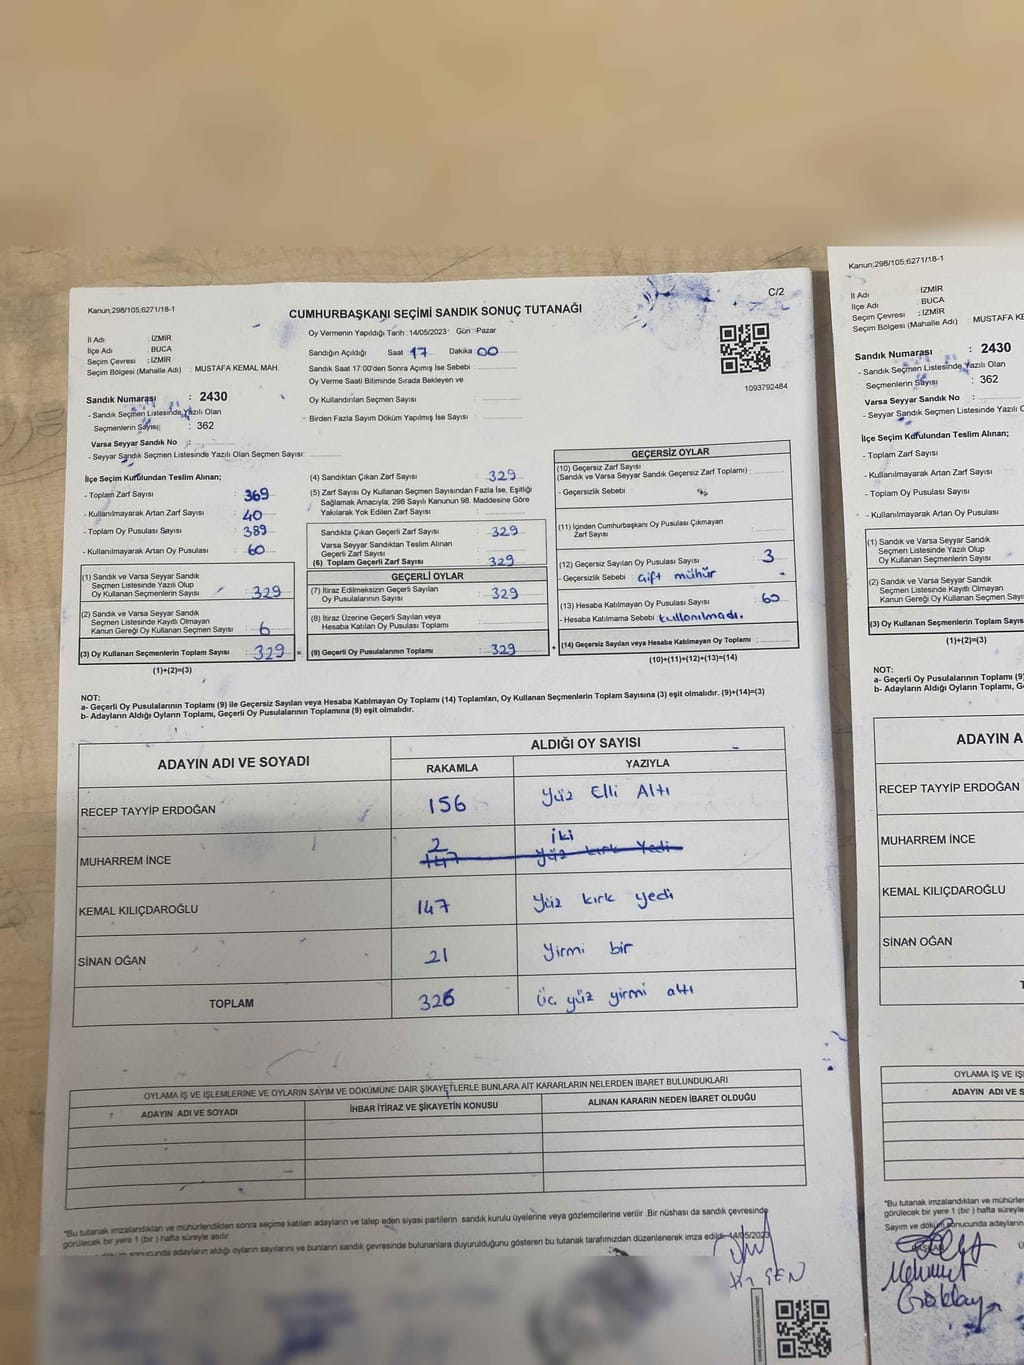 Kanun;298/105;6271/18-1
C/2
CUMHURBAŞKANI SEÇİMİ SANDIK SONUÇ TUTANAĞI
İl Adı : İZMİR
İlçe Adı : BUCA
Seçim Çevresi : İZMİR
Seçim Bölgesi (Mahalle Adı) : MUSTAFA KEMAL MAH.
Oy Vermenin Yapıldığı Tarih :14/05/2023 Gün :Pazar
Sandığın Açıldığı Saat 17 Dakika 00
Sandık Saat 17:00'den Sonra Açılmış İse Sebebi :
Oy Verme Saati Bitiminde Sırada Bekleyen ve
Oy Kullandırılan Seçmen Sayısı :
Birden Fazla Sayım Döküm Yapılmış İse Sayısı :
1093792484
Sandık Numarası : 2430
- Sandık Seçmen Listesinde Yazılı Olan
Seçmenlerin Sayısı : 362
Varsa Seyyar Sandık No :
- Seyyar Sandık Seçmen Listesinde Yazılı Olan Seçmen Sayısı:
İlçe Seçim Kurulundan Teslim Alınan;
- Toplam Zarf Sayısı : 369
- Kullanılmayarak Artan Zarf Sayısı : 40
- Toplam Oy Pusulası Sayısı : 389
- Kullanılmayarak Artan Oy Pusulası : 60
(1) Sandık ve Varsa Seyyar Sandık
Seçmen Listesinde Yazılı Olup
Oy Kullanan Seçmenlerin Sayısı : 329
(2) Sandık ve Varsa Seyyar Sandık
Seçmen Listesinde Kayıtlı Olmayan
Kanun Gereği Oy Kullanan Seçmen Sayısı : 6
(3) Oy Kullanan Seçmenlerin Toplam Sayısı : 329 =
(1)+(2)=(3)
(4) Sandıktan Çıkan Zarf Sayısı : 329
(5) Zarf Sayısı Oy Kullanan Seçmen Sayısından Fazla İse, Eşitliği
Sağlamak Amacıyla; 298 Sayılı Kanunun 98. Maddesine Göre
Yakılarak Yok Edilen Zarf Sayısı :
Sandıkta Çıkan Geçerli Zarf Sayısı : 329
Varsa Seyyar Sandıktan Teslim Alınan
Geçerli Zarf Sayısı :
(6) Toplam Geçerli Zarf Sayısı : 329
GEÇERLİ OYLAR
(7) İtiraz Edilmeksizin Geçerli Sayılan
Oy Pusulalarının Sayısı : 329
(8) İtiraz Üzerine Geçerli Sayılan veya
Hesaba Katılan Oy Pusulası Toplamı :
(9) Geçerli Oy Pusulalarının Toplamı : 329 +
GEÇERSİZ OYLAR
(10) Geçersiz Zarf Sayısı
(Sandık ve Varsa Seyyar Sandık Geçersiz Zarf Toplamı) :
- Geçersizlik Sebebi :
(11) İçinden Cumhurbaşkanı Oy Pusulası Çıkmayan
Zarf Sayısı :
(12) Geçersiz Sayılan Oy Pusulası Sayısı : 3
- Geçersizlik Sebebi : Çift mühür
(13) Hesaba Katılmayan Oy Pusulası Sayısı : 60
- Hesaba Katılmama Sebebi : kullanılmadı.
(14) Geçersiz Sayılan veya Hesaba Katılmayan Oy Toplamı :
(10)+(11)+(12)+(13)=(14)
NOT:
a- Geçerli Oy Pusulalarının Toplamı (9) ile Geçersiz Sayılan veya Hesaba Katılmayan Oy Toplamı (14) Toplamları, Oy Kullanan Seçmenlerin Toplam Sayısına (3) eşit olmalıdır. (9)+(14)=(3)
b- Adayların Aldığı Oyların Toplamı, Geçerli Oy Pusulalarının Toplamına (9) eşit olmalıdır.
ADAYIN ADI VE SOYADI
ALDIĞI OY SAYISI
RAKAMLA YAZIYLA
RECEP TAYYİP ERDOĞAN 156 Yüz Elli Altı
2 iki
MUHARREM İNCE 147 Yüz kırk Yedi
KEMAL KILIÇDAROĞLU 147 Yüz kırk yedi
SİNAN OĞAN 21 Yirmi bir
TOPLAM 326 Üç yüz yirmi altı
OYLAMA İŞ VE İŞLEMLERİNE VE OYLARIN SAYIM VE DÖKÜMÜNE DAİR ŞİKAYETLERLE BUNLARA AİT KARARLARIN NELERDEN İBARET BULUNDUKLARI
ADAYIN ADI VE SOYADI İHBAR İTİRAZ VE ŞİKAYETİN KONUSU ALINAN KARARIN NEDEN İBARET OLDUĞU
*Bu tutanak imzalandıktan ve mühürlendikten sonra seçime katılan adayların ve talep eden siyasi partilerin sandık kurulu üyelerine veya gözlemcilerine verilir .Bir nüshası da sandık çevresinde
görülecek bir yere 1 (bir ) hafta süreyle asılır
sonucunda adayların aldığı oyların sayılarını ve bunların sandık çevresinde bulunanlara duyurulduğunu gösteren bu tutanak tarafımızdan düzenlenerek imza edildi. 14/05/2023
Kanun;298/105;6271/18-1
İl Adı : İZMİR
İlçe Adı : BUCA
Seçim Çevresi : İZMİR
Seçim Bölgesi (Mahalle Adı) : MUSTAFA KE
Sandık Numarası : 2430
- Sandık Seçmen Listesinde Yazılı Olan
Seçmenlerin Sayısı : 362
Varsa Seyyar Sandık No :
- Seyyar Sandık Seçmen Listesinde Yazılı O
İlçe Seçim Kurulundan Teslim Alınan;
- Toplam Zarf Sayısı
- Kullanılmayarak Artan Zarf Sayısı
- Toplam Oy Pusulası Sayısı
- Kullanılmayarak Artan Oy Pusulası
(1) Sandık ve Varsa Seyyar Sandık
Seçmen Listesinde Yazılı Olup
Oy Kullanan Seçmenlerin Sayısı
(2) Sandık ve Varsa Seyyar Sandık
Seçmen Listesinde Kayıtlı Olmayan
Kanun Gereği Oy Kullanan Seçmen Sayısı
(3) Oy Kullanan Seçmenlerin Toplam Sayısı
(1)+(2)=(3)
NOT:
a- Geçerli Oy Pusulalarının Toplamı (9)
b- Adayların Aldığı Oyların Toplamı, G
ADAYIN A
RECEP TAYYİP ERDOĞAN
MUHARREM İNCE
KEMAL KILIÇDAROĞLU
SİNAN OĞAN
T
OYLAMA İŞ VE İŞ
ADAYIN ADI VE S
*Bu tutanak imzalandıktan ve mühürlen
görülecek bir yere 1 (bir ) hafta süreyle
Sayım ve döküm sonucunda adayların
BAŞKAN
Mehmet